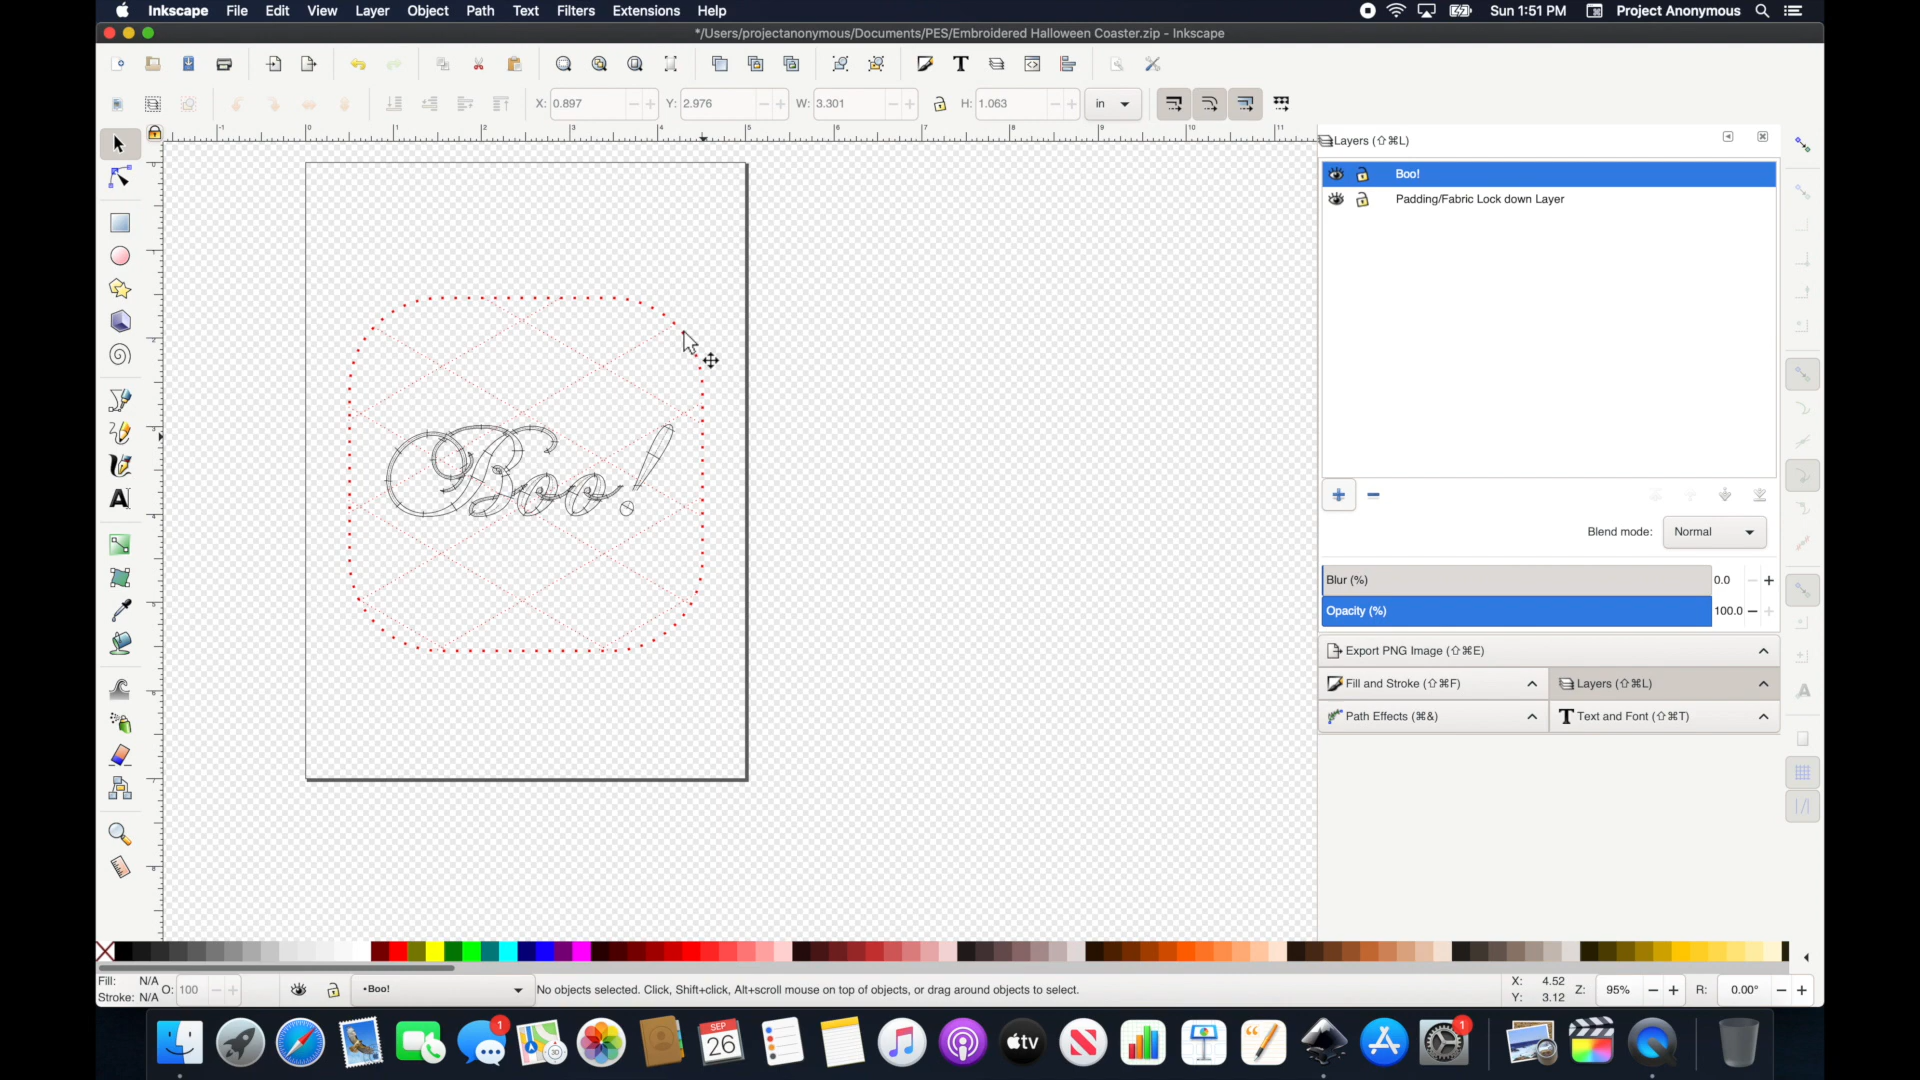 Inkscape File Edit View Layer Object Path Text Filters Extensions Help Sun 1:51 PM Project Anonymous
*/Users/projectanonymous/Documents/PES/Embroidered Halloween Coaster.zip - Inkscape
X: 0.897 Y: 2.976 W: 3.301 H: 1.063 in
Layers (⇧⌘L)
Boo!
Padding/Fabric Lock down Layer
Boo!
Blend mode: Normal
Blur (%) 0.0
Opacity (%) 100.0
Export PNG Image (⇧⌘E)
Fill and Stroke (⇧⌘F) Layers (⇧⌘L)
Path Effects (⌘&) Text and Font (⇧⌘T)
Fill: N/A
Stroke: N/A
O: 100
•Boo!
No objects selected. Click, Shift+click, Alt+scroll mouse on top of objects, or drag around objects to select.
X: 4.52
Y: 3.12
Z: 95% R: 0.00°
1 SEP 26 tv 1